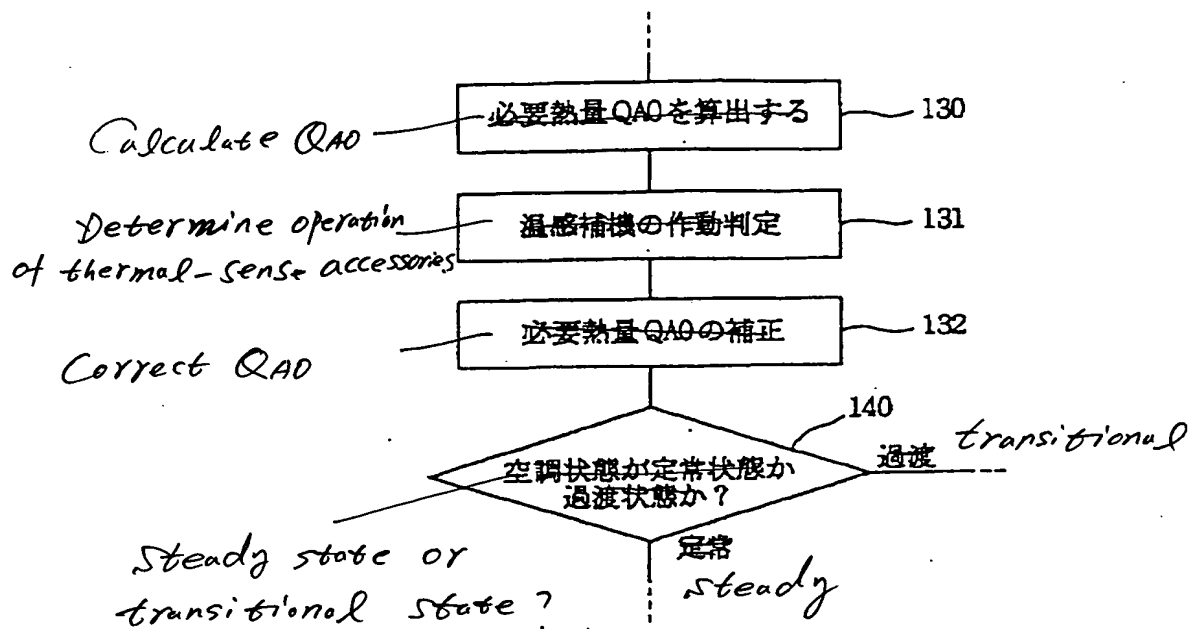 必要熱量QAOを算出する
130
Calculate QAO
温感補機の作動判定
131
Determine operation
of thermal-sense accessories
必要熱量QAOの補正
132
Correct QAO
140
空調状態が定常状態か
過渡状態か?
過渡
transitional
Steady state or
transitional state?
定常
steady